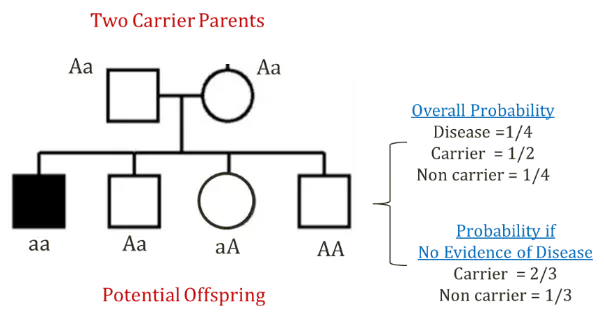 Two Carrier Parents
Aa
Aa
Overall Probability
Disease =1/4
Carrier = 1/2
Non carrier = 1/4
aa
Aa
aA
AA
Probability if
No Evidence of Disease
Carrier = 2/3
Non carrier = 1/3
Potential Offspring